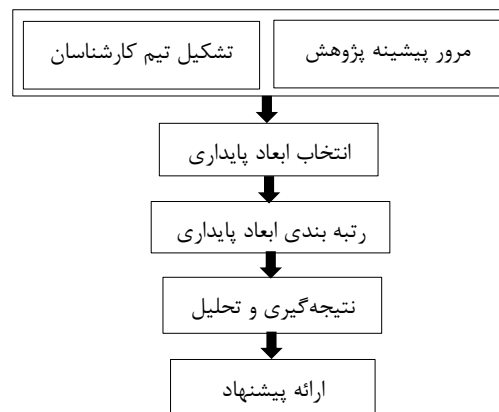 مرور پیشینه پژوهش
تشکیل تیم کارشناسان
انتخاب ابعاد پایداری
رتبه بندی ابعاد پایداری
نتیجه‌گیری و تحلیل
ارائه پیشنهاد